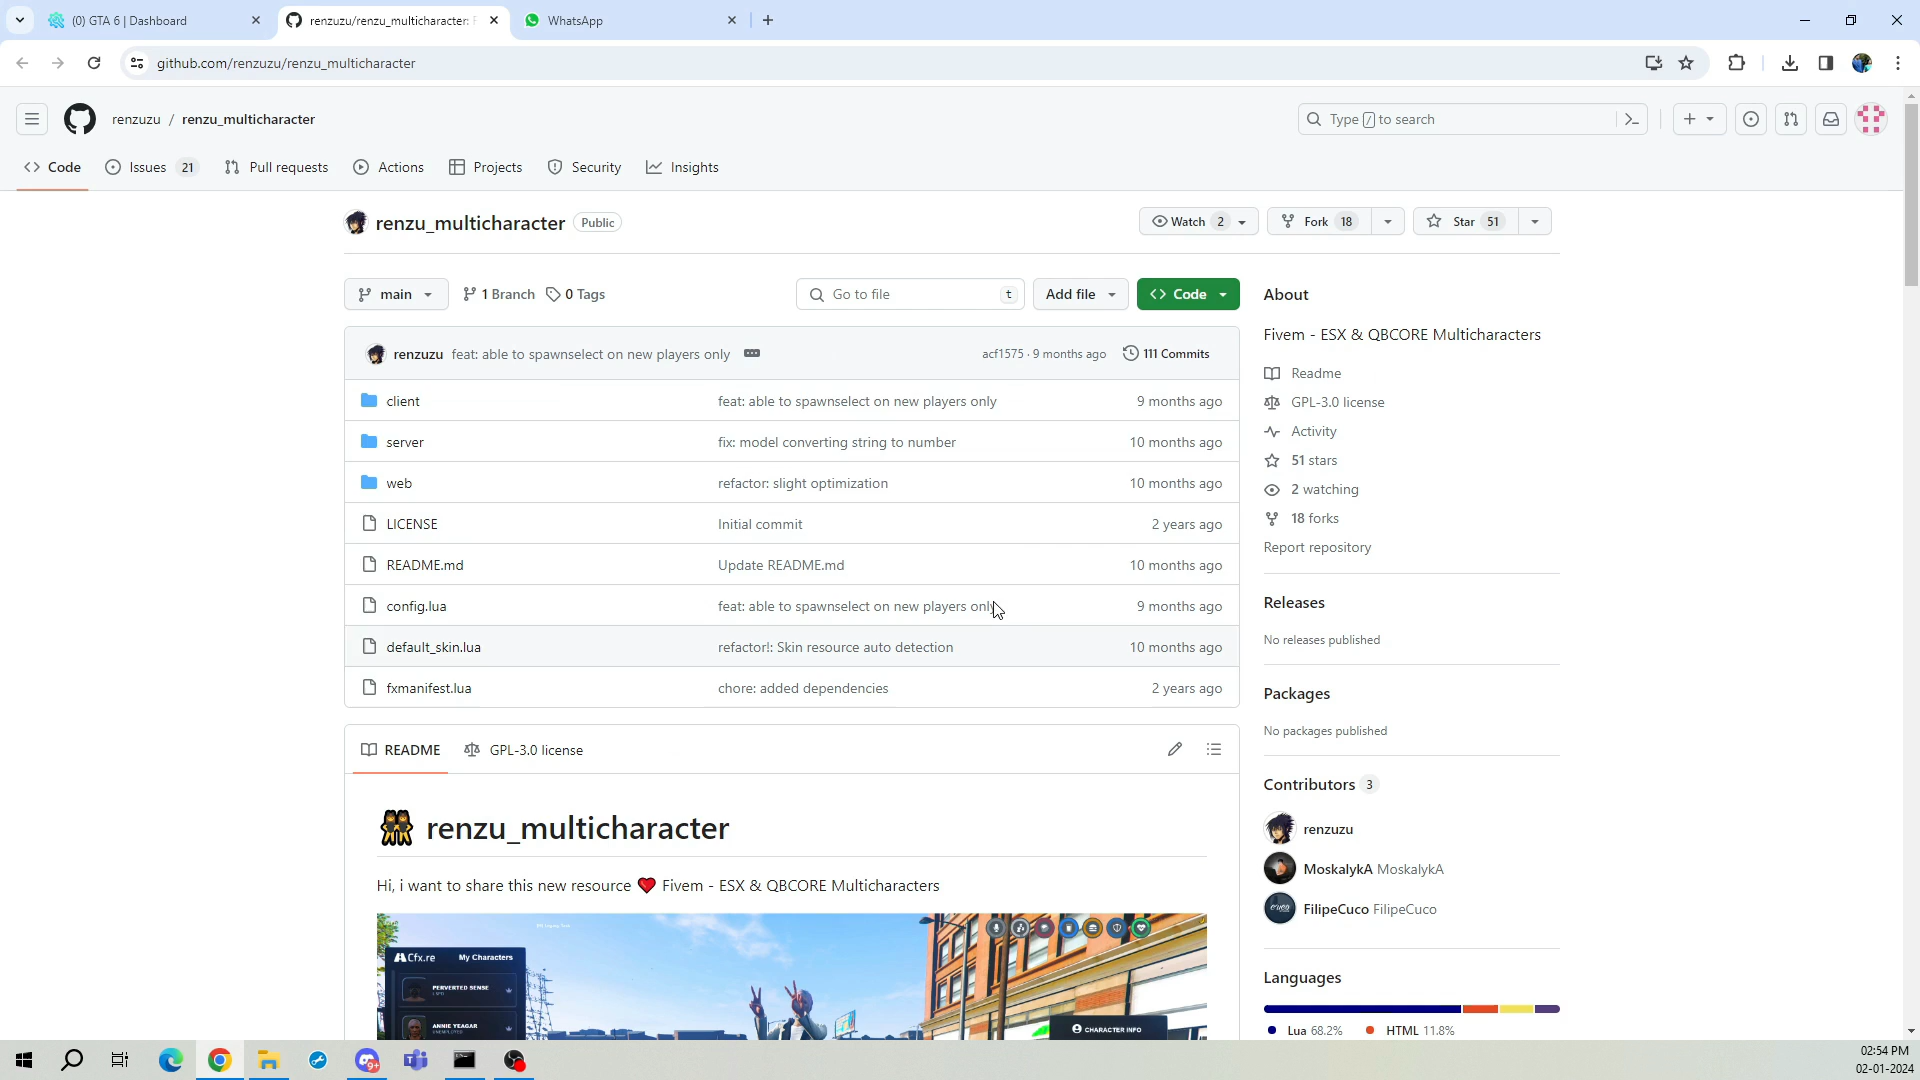 (0) GTA 6 | Dashboard
renzuzu/renzu_multicharacter: F
WhatsApp
github.com/renzuzu/renzu_multicharacter
renzuzu / renzu_multicharacter
Type / to search
Code
Issues 21
Pull requests
Actions
Projects
Security
Insights
renzu_multicharacter Public
Watch 2
Fork 18
Star 51
main
1 Branch
0 Tags
Go to file t
Add file
Code
renzuzu feat: able to spawnselect on new players only
acf1575 · 9 months ago
111 Commits
client feat: able to spawnselect on new players only 9 months ago
server fix: model converting string to number 10 months ago
web refactor: slight optimization 10 months ago
LICENSE Initial commit 2 years ago
README.md Update README.md 10 months ago
config.lua feat: able to spawnselect on new players only 9 months ago
default_skin.lua refactor!: Skin resource auto detection 10 months ago
fxmanifest.lua chore: added dependencies 2 years ago
README
GPL-3.0 license
renzu_multicharacter
Hi, i want to share this new resource ❤️ Fivem - ESX & QBCORE Multicharacters
Cfx.re My Characters
PERVERTED SENSE
ANNIE YEAGAR
CHARACTER INFO
About
Fivem - ESX & QBCORE Multicharacters
Readme
GPL-3.0 license
Activity
51 stars
2 watching
18 forks
Report repository
Releases
No releases published
Packages
No packages published
Contributors 3
renzuzu
MoskalykA MoskalykA
FilipeCuco FilipeCuco
Languages
Lua 68.2%
HTML 11.8%
9+
02:54 PM
02-01-2024